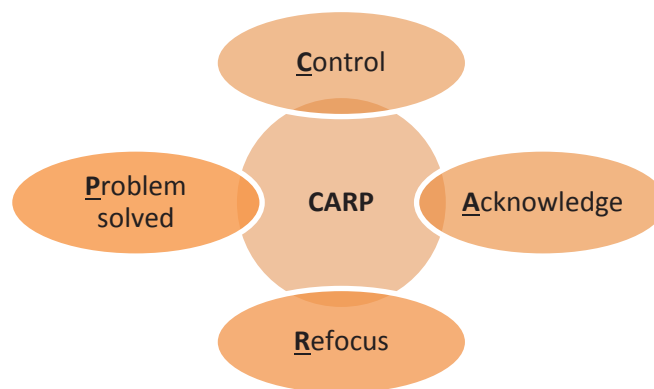 Control
Problem
solved
CARP
Acknowledge
Refocus